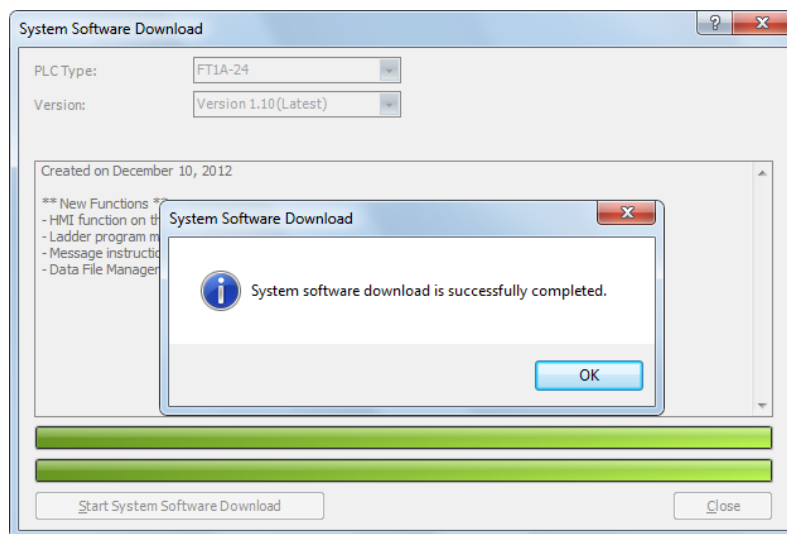 System Software Download
PLC Type:
FT1A-24
Version:
Version 1.10(Latest)
Created on December 10, 2012
** New Functions **
- HMI function on th
- Ladder program m
- Message instructio
- Data File Manager
System Software Download
System software download is successfully completed.
OK
Start System Software Download
Close